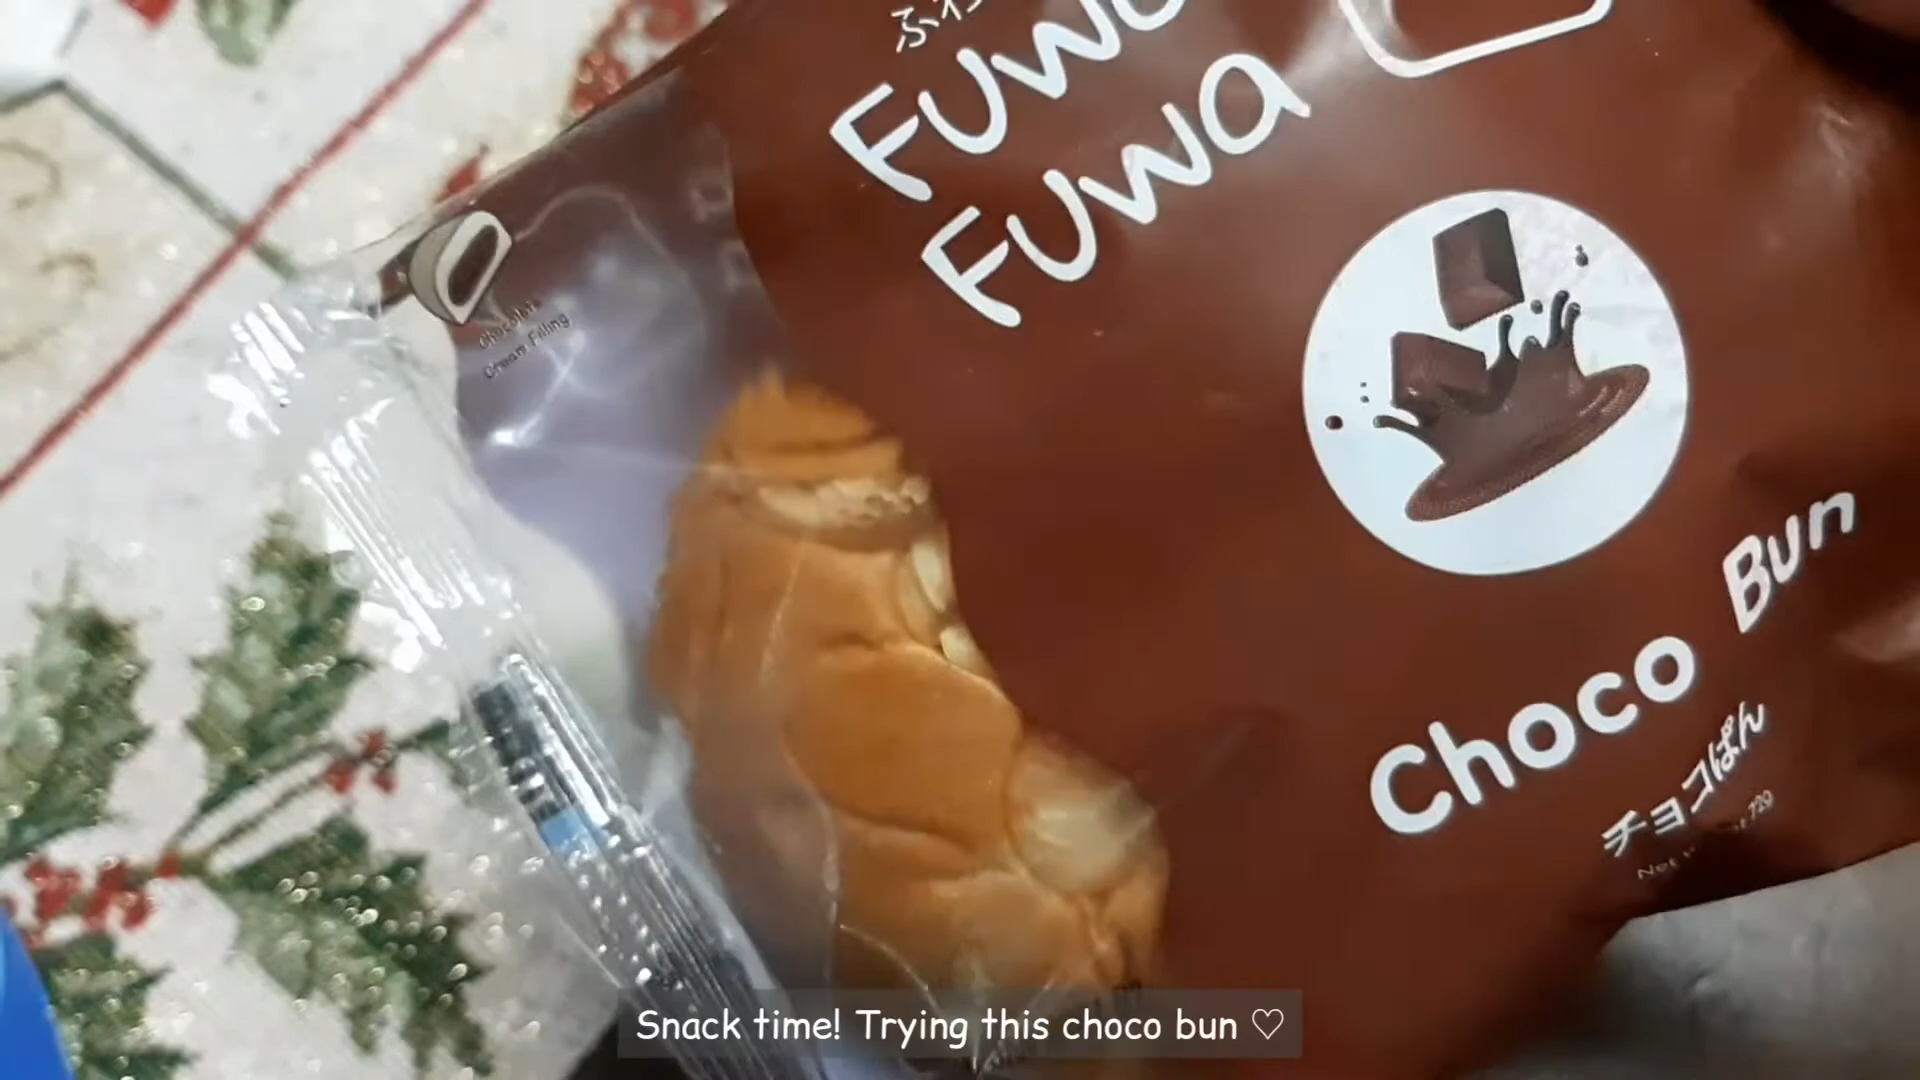 FUWA
FUWA
Chocolate
Cream Filling
Choco Bun
チョコぱん
Snack time! Trying this choco bun ♡